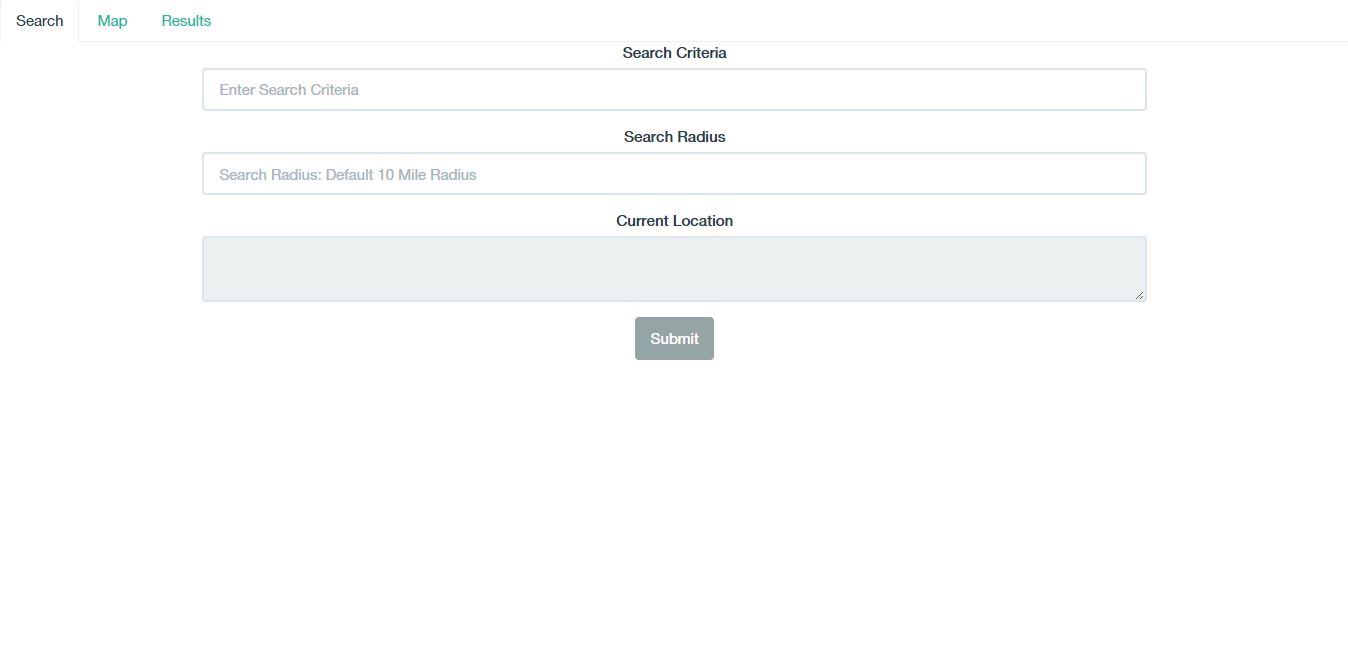 Search Map Results
Search Criteria
Enter Search Criteria
Search Radius
Search Radius: Default 10 Mile Radius
Current Location
Submit